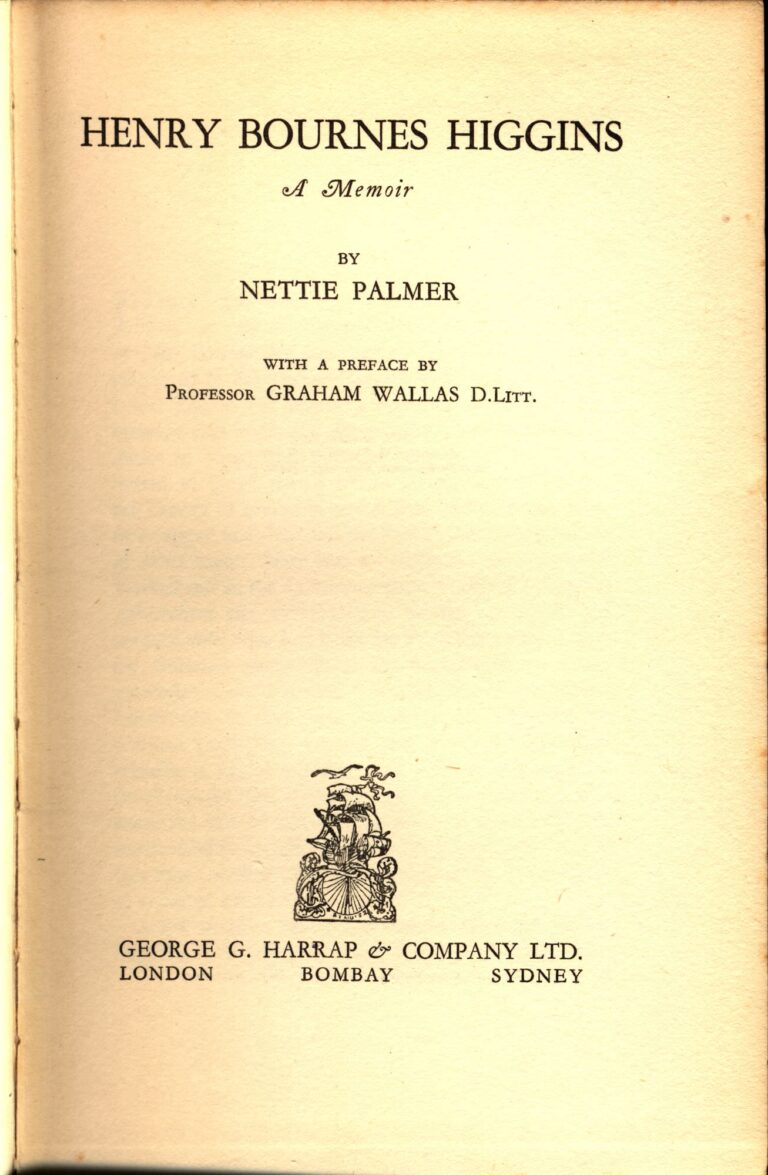 HENRY BOURNES HIGGINS
A Memoir
BY
NETTIE PALMER
WITH A PREFACE BY
PROFESSOR GRAHAM WALLAS D.LITT.
GEORGE G. HARRAP & COMPANY LTD.
LONDON BOMBAY SYDNEY